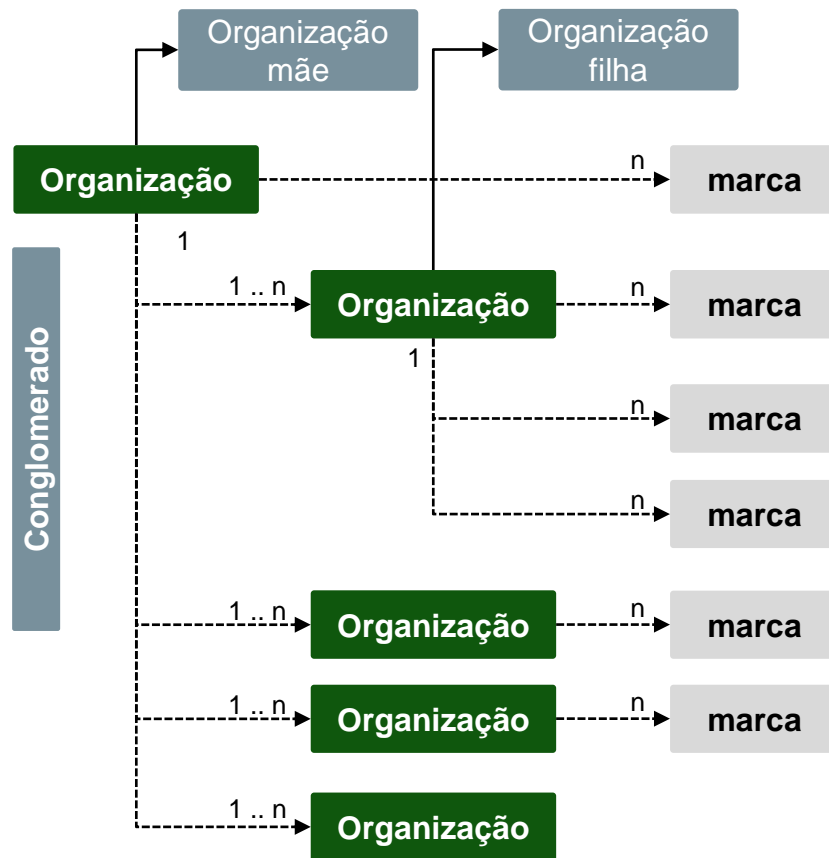 Organização
mãe
Organização
filha
Organização
n
marca
1
Conglomerado
1 .. n
Organização
n
marca
1
n
marca
n
marca
1 .. n
Organização
n
marca
1 .. n
Organização
n
marca
1 .. n
Organização